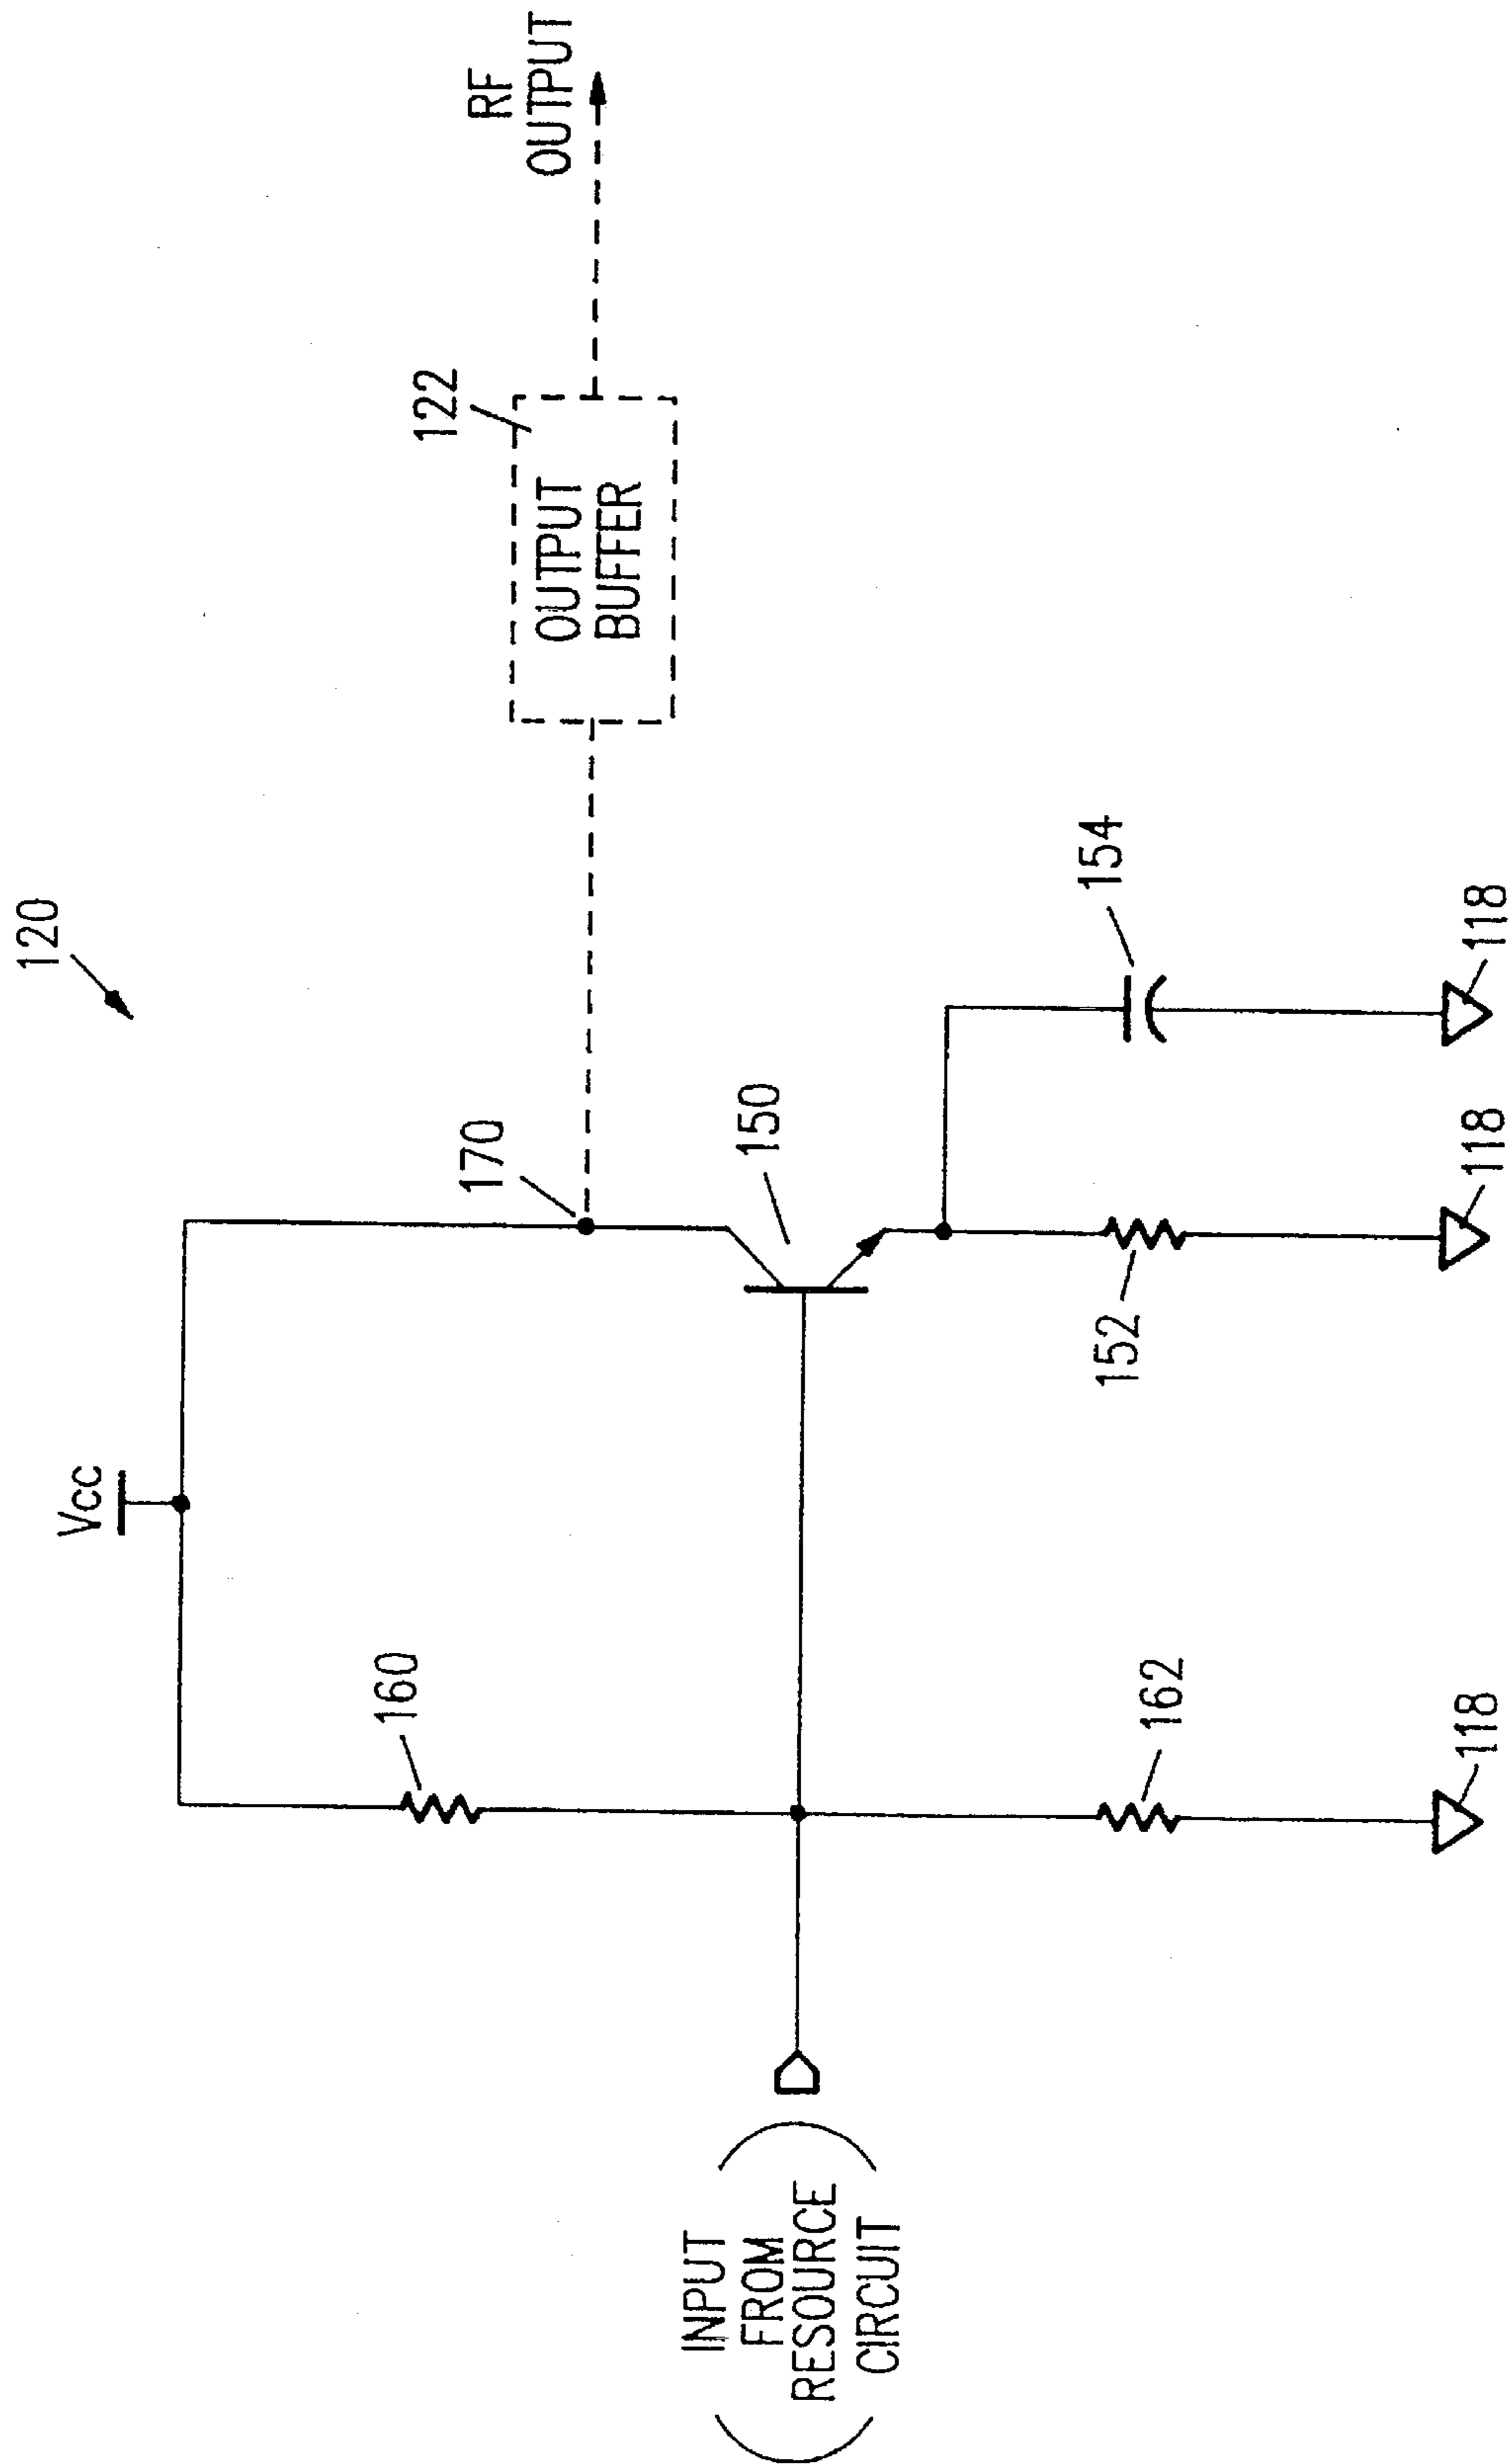 120
Vcc
RF
OUTPUT
122
OUTPUT
BUFFER
170
160
150
154
152
162
INPUT
FROM
RESOURCE
CIRCUIT
118
118
118